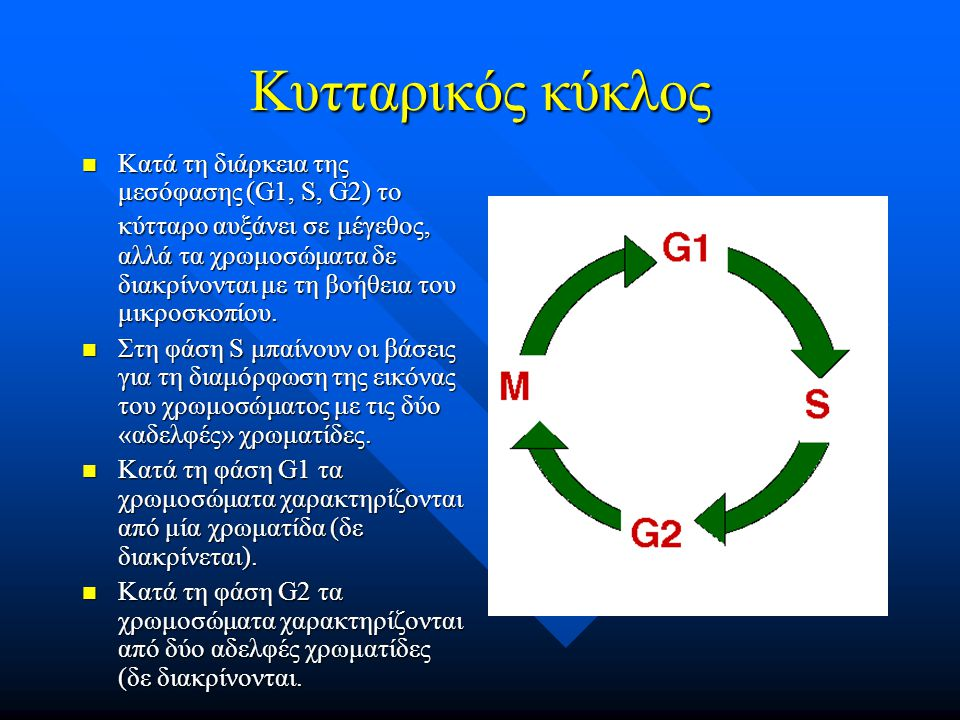 Κυτταρικός κύκλος
Κατά τη διάρκεια της
μεσόφασης (G1, S, G2) το
κύτταρο αυξάνει σε μέγεθος,
αλλά τα χρωμοσώματα δε
διακρίνονται με τη βοήθεια του
μικροσκοπίου.
Στη φάση S μπαίνουν οι βάσεις
για τη διαμόρφωση της εικόνας
του χρωμοσώματος με τις δύο
«αδελφές» χρωματίδες.
Κατά τη φάση G1 τα
χρωμοσώματα χαρακτηρίζονται
από μία χρωματίδα (δε
διακρίνεται).
Κατά τη φάση G2 τα
χρωμοσώματα χαρακτηρίζονται
από δύο αδελφές χρωματίδες
(δε διακρίνονται.
G1
M
S
G2